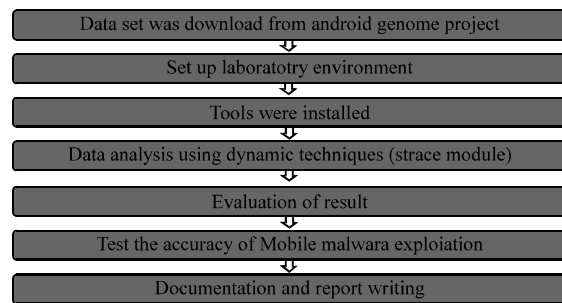 Data set was download from android genome project
Set up laboratotry environment
Tools were installed
Data analysis using dynamic techniques (strace module)
Evaluation of result
Test the accuracy of Mobile malwara exploiation
Documentation and report writing